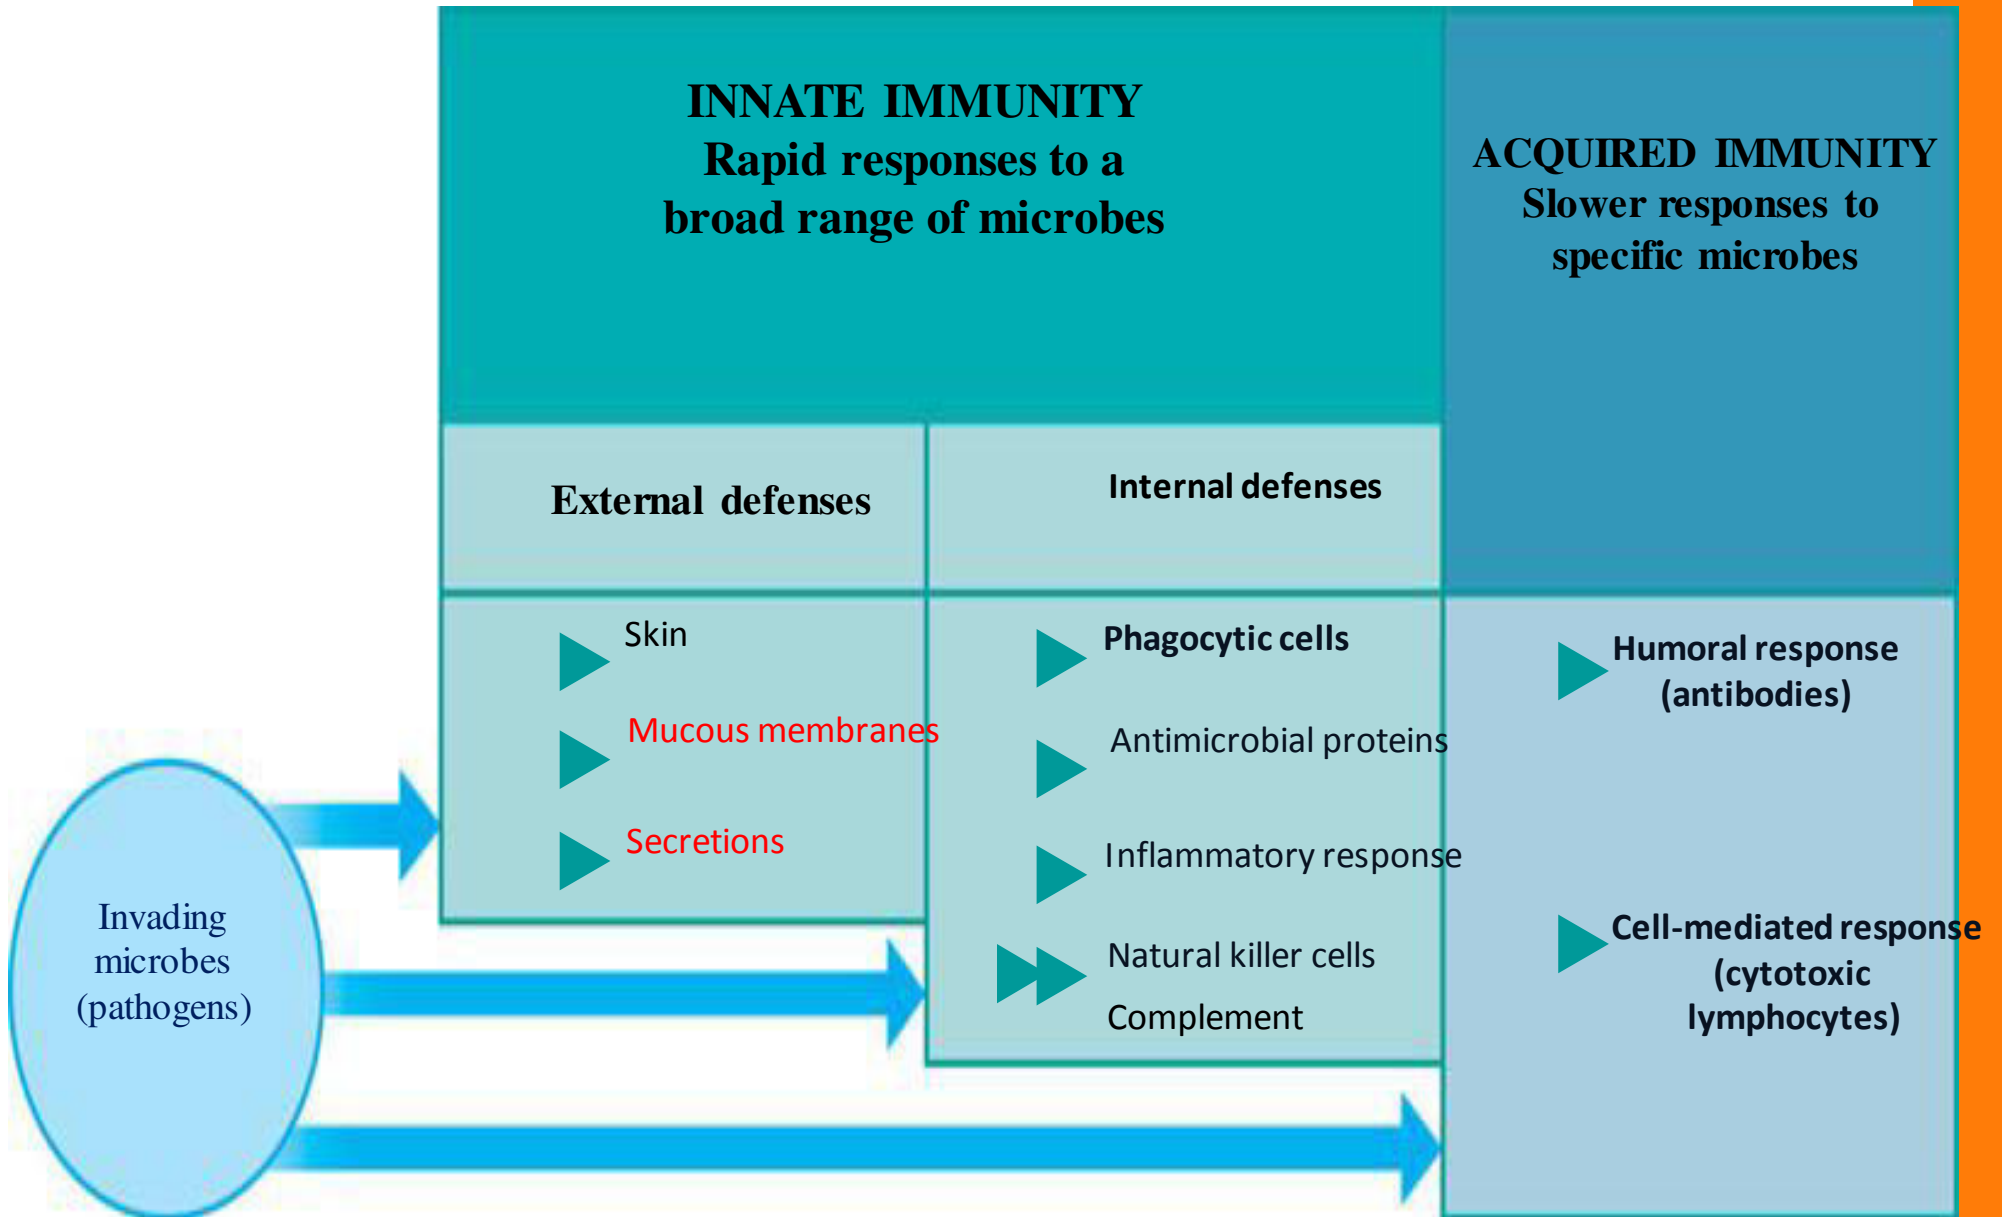 INNATE IMMUNITY
Rapid responses to a
broad range of microbes
ACQUIRED IMMUNITY
Slower responses to
specific microbes
External defenses
Internal defenses
Skin
Mucous membranes
Secretions
Phagocytic cells
Antimicrobial proteins
Inflammatory response
Natural killer cells
Complement
Humoral response
(antibodies)
Cell-mediated response
(cytotoxic
lymphocytes)
Invading
microbes
(pathogens)